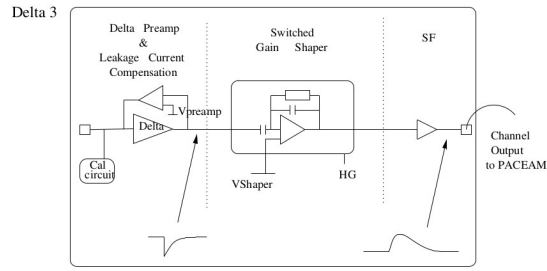 Delta 3
Delta Preamp
&
Leakage Current
Compensation
Switched
Gain Shaper
SF
Vpreamp
Delta
Cal
circuit
VShaper
HG
Channel
Output
to PACEAM